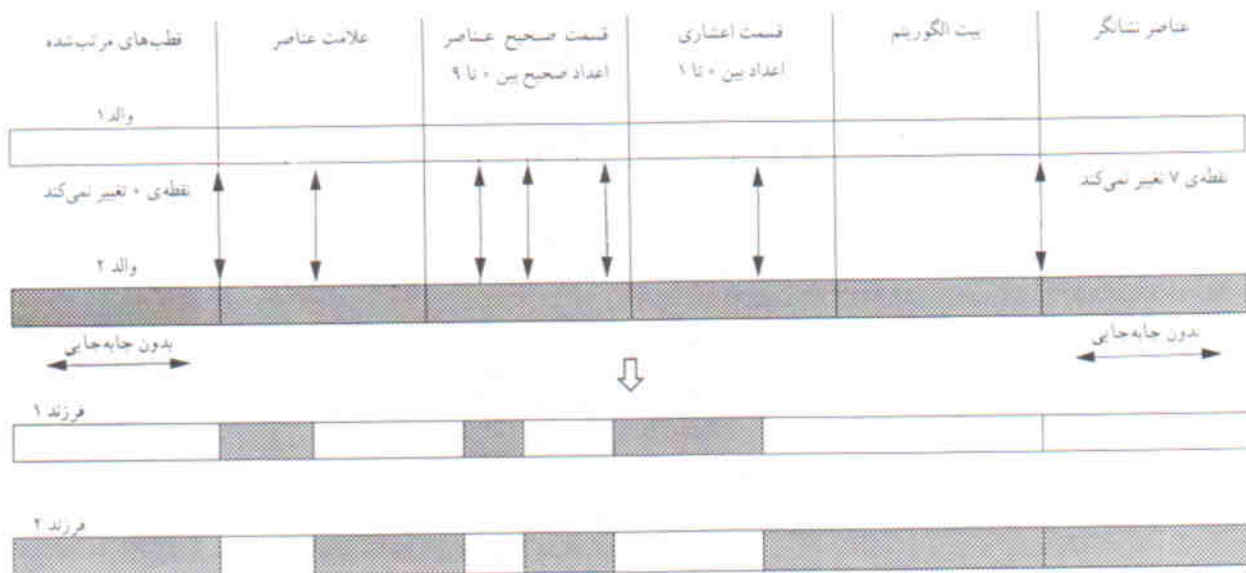 عناصر نشانگر
بیت الگوریتم
قسمت اعشاری
اعداد بین ۰ تا ۱
قسمت صحیح عناصر
اعداد صحیح بین ۰ تا ۹
علامت عناصر
قطب‌های مرتب‌شده
والد ۱
نقطه‌ی ۷ تغییر نمی‌کند
نقطه‌ی ۰ تغییر نمی‌کند
والد ۲
بدون جابه‌جایی
بدون جابه‌جایی
فرزند ۱
فرزند ۲